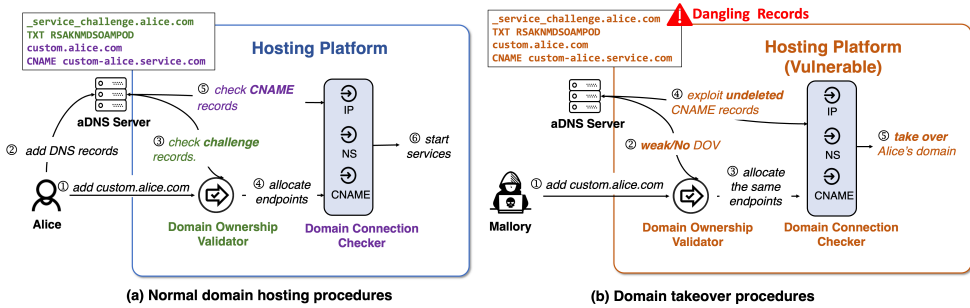 _service_challenge.alice.com
TXT RSAKNMDSOAMPOD
custom.alice.com
CNAME custom-alice.service.com
Hosting Platform
aDNS Server
⑤ check CNAME
records
IP
③ check challenge
records.
② add DNS records
NS
⑥ start
services
① add custom.alice.com
④ allocate
endpoints
CNAME
Alice
Domain Ownership
Validator
Domain Connection
Checker
(a) Normal domain hosting procedures
Dangling Records
_service_challenge.alice.com
TXT RSAKNMDSOAMPOD
custom.alice.com
CNAME custom-alice.service.com
Hosting Platform
(Vulnerable)
aDNS Server
④ exploit undeleted
CNAME records
IP
② weak/No DOV
NS
⑤ take over
Alice's domain
① add custom.alice.com
③ allocate
the same
endpoints
CNAME
Mallory
Domain Ownership
Validator
Domain Connection
Checker
(b) Domain takeover procedures